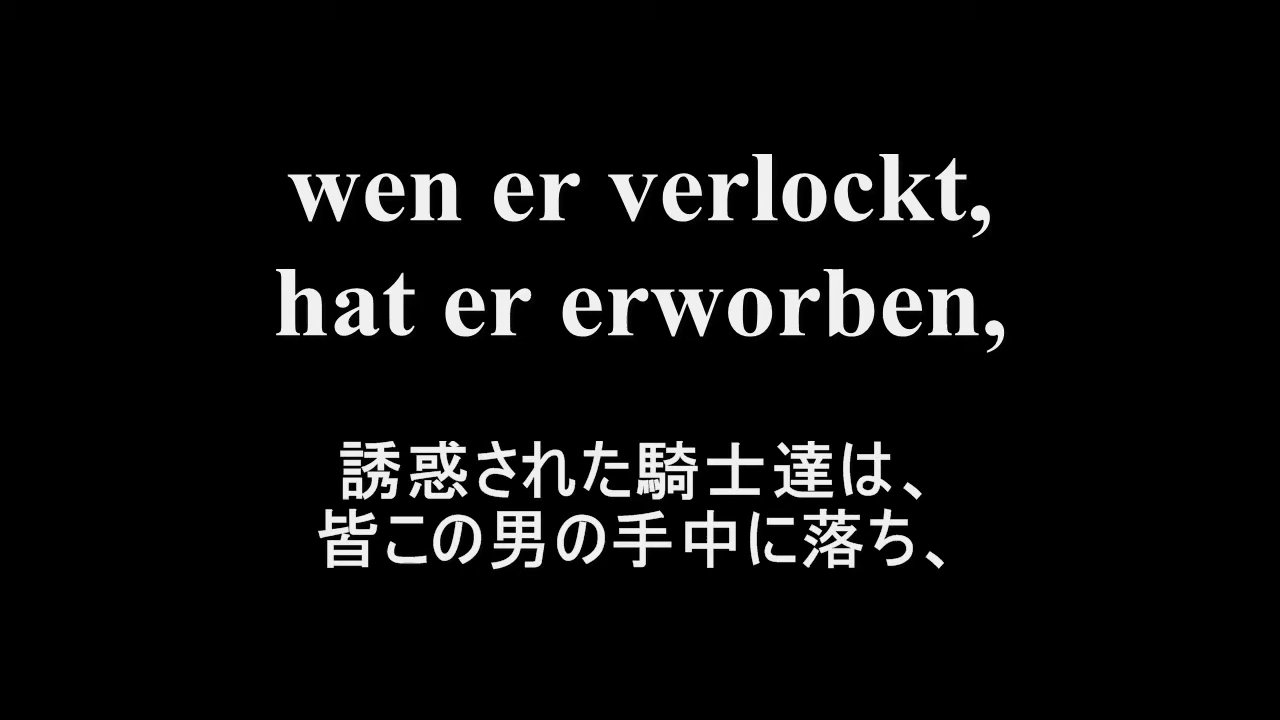 wen er verlockt,
hat er erworben,
誘惑された騎士達は、
皆この男の手中に落ち、